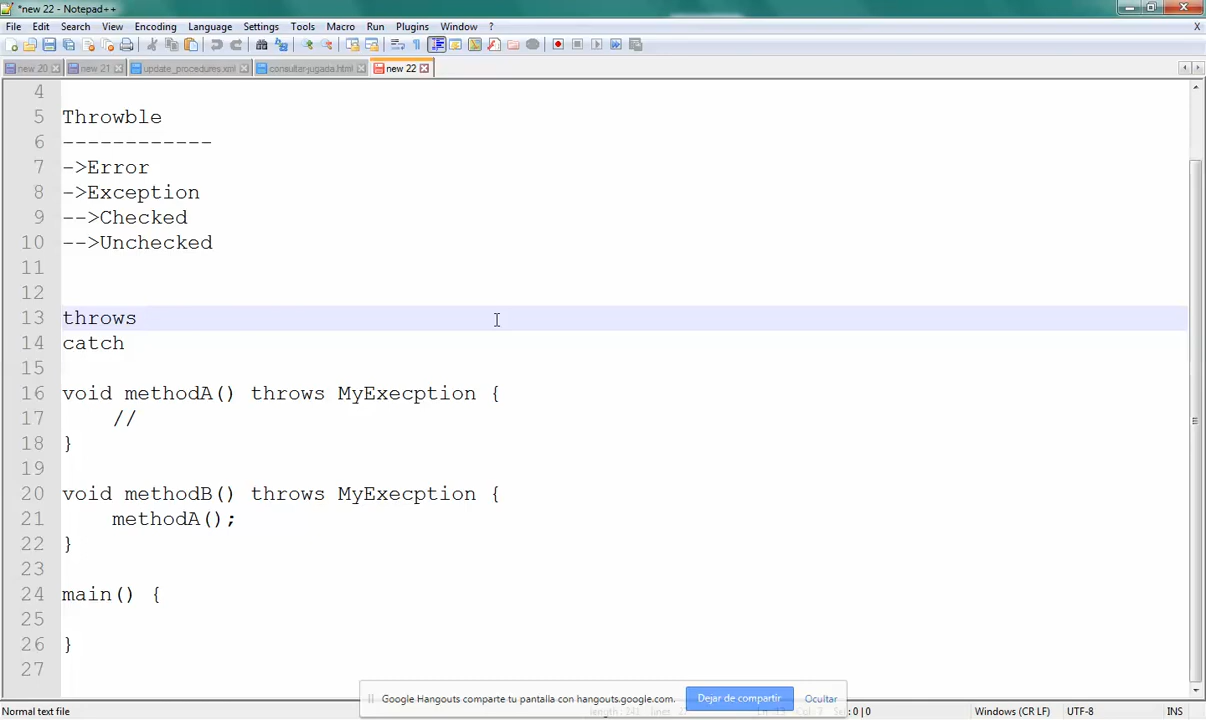 *new 22 - Notepad++
File Edit Search View Encoding Language Settings Tools Macro Run Plugins Window ?
new 20 new 21 update_procedures.xml consultar-jugada.html new 22
4
5 Throwble
6 ------------
7 ->Error
8 ->Exception
9 -->Checked
10 -->Unchecked
11
12
13 throws
14 catch
15
16 void methodA() throws MyExecption {
17 //
18 }
19
20 void methodB() throws MyExecption {
21 methodA();
22 }
23
24 main() {
25
26 }
27
Google Hangouts comparte tu pantalla con hangouts.google.com. Dejar de compartir Ocultar
Normal text file 0 | 0 Windows (CR LF) UTF-8 INS